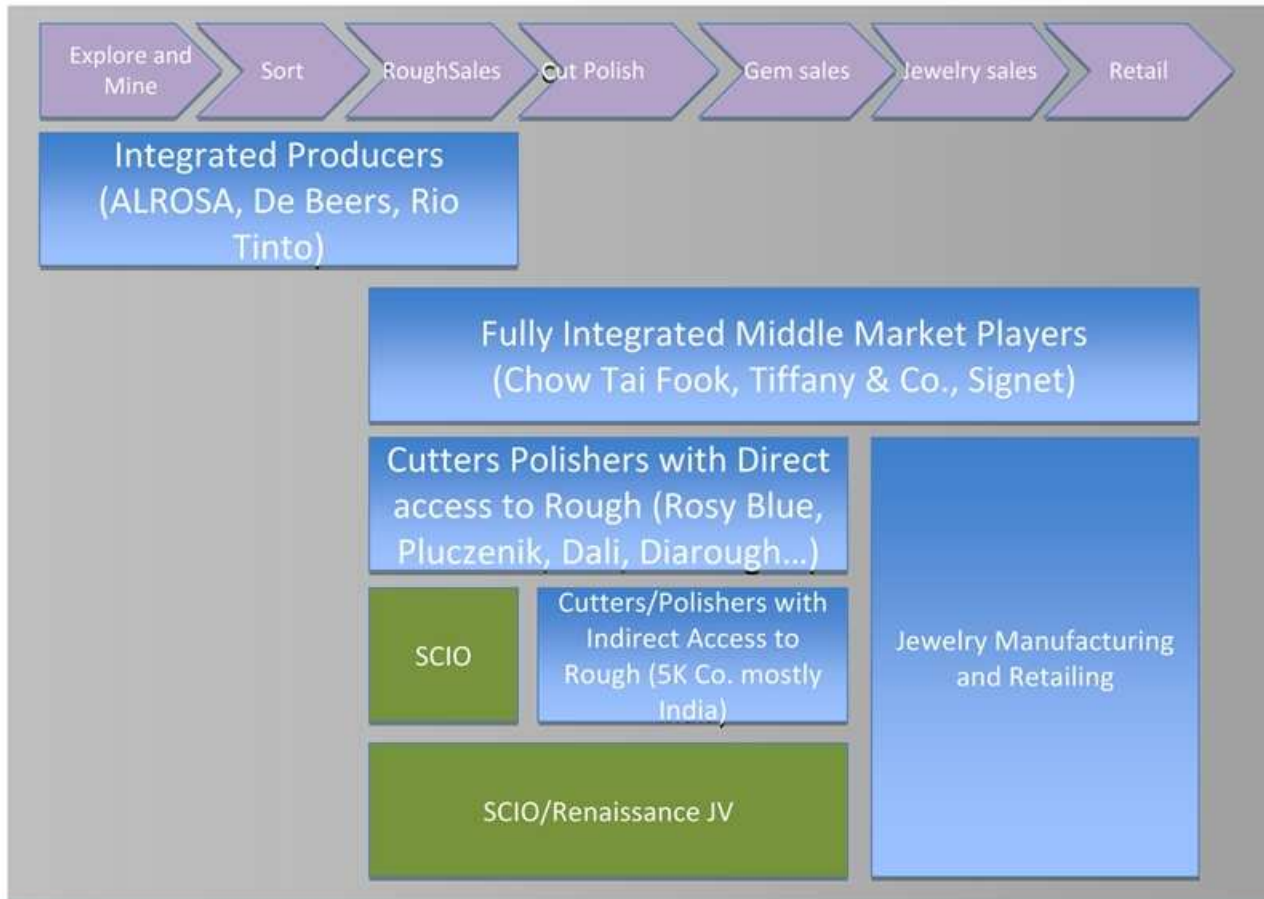 Explore and
Mine
Sort
RoughSales
Cut Polish
Gem sales
Jewelry sales
Retail
Integrated Producers
(ALROSA, De Beers, Rio
Tinto)
Fully Integrated Middle Market Players
(Chow Tai Fook, Tiffany & Co., Signet)
Cutters Polishers with Direct
access to Rough (Rosy Blue,
Pluczenik, Dali, Diarough...)
SCIO
Cutters/Polishers with
Indirect Access to
Rough (5K Co. mostly
India)
Jewelry Manufacturing
and Retailing
SCIO/Renaissance JV